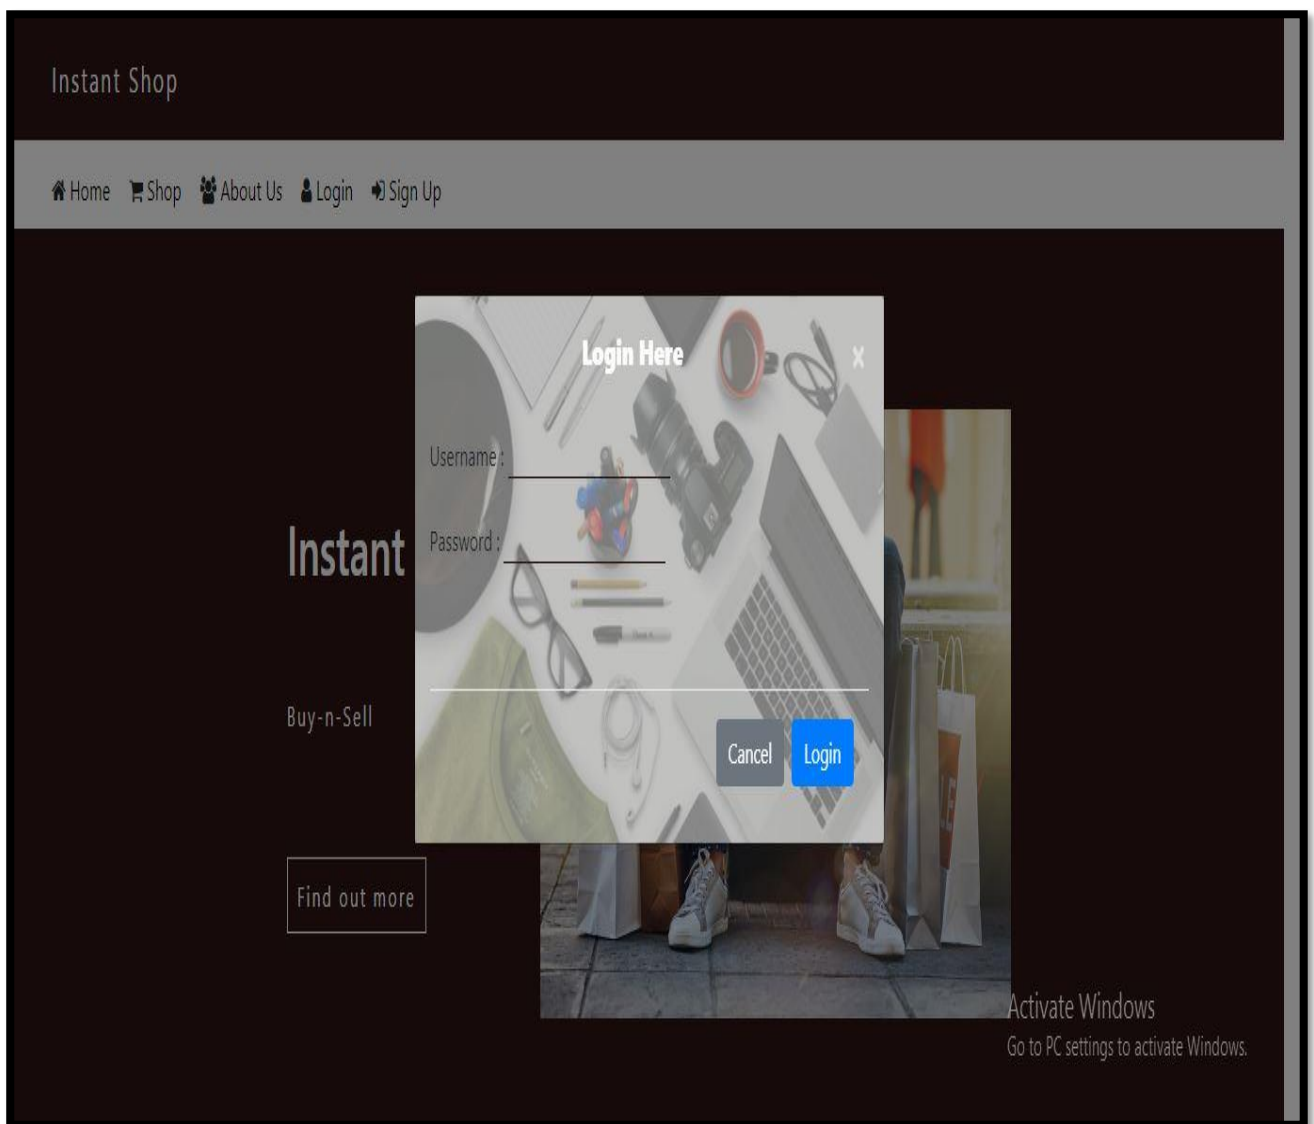 Instant Shop
Home Shop About Us Login Sign Up
Login Here ×
Username :
Password :
Instant
Buy-n-Sell
Cancel Login
Find out more
Activate Windows
Go to PC settings to activate Windows.